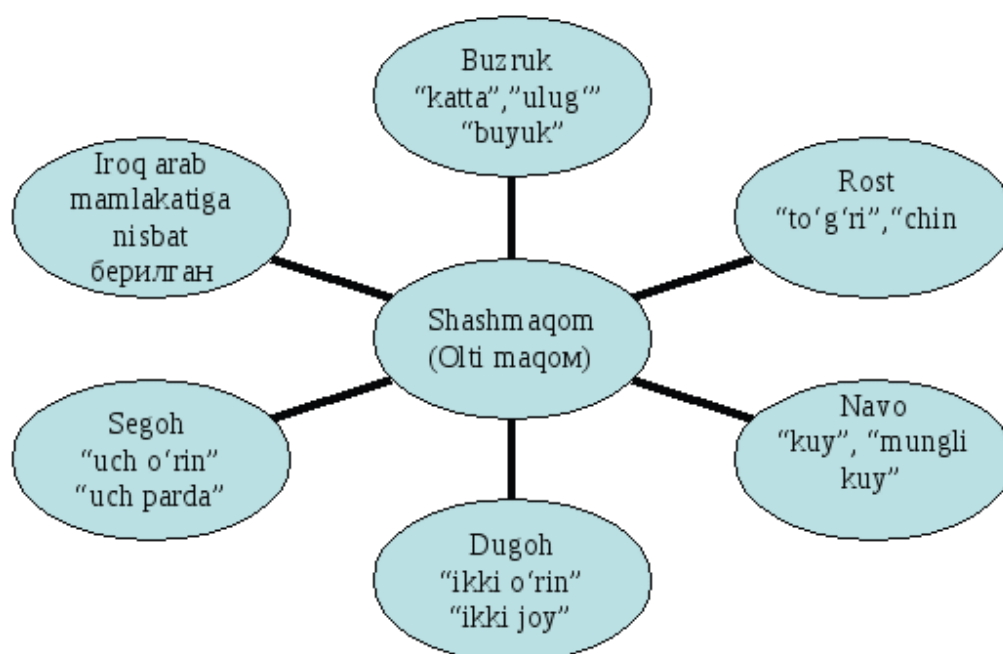 Buzruk
“katta”,”ulug‘”
“buyuk”
Iroq arab
mamlakatiga
nisbat
берилган
Rost
“to‘g‘ri”,“chin
Shashmaqom
(Olti maqoм)
Segoh
“uch o‘rin”
“uch parda”
Navo
“kuy”, “mungli
kuy”
Dugoh
“ikki o‘rin”
“ikki joy”